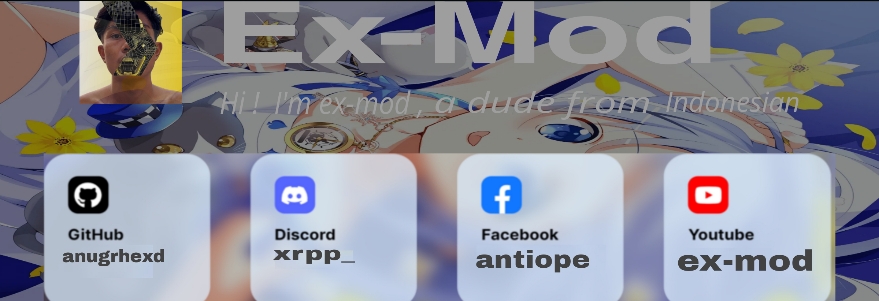 Ex-Mod
Hi ! I'm ex-mod , a dude from Indonesian
GitHub
anugrhexd
Discord
xrpp_
Facebook
antiope
Youtube
ex-mod